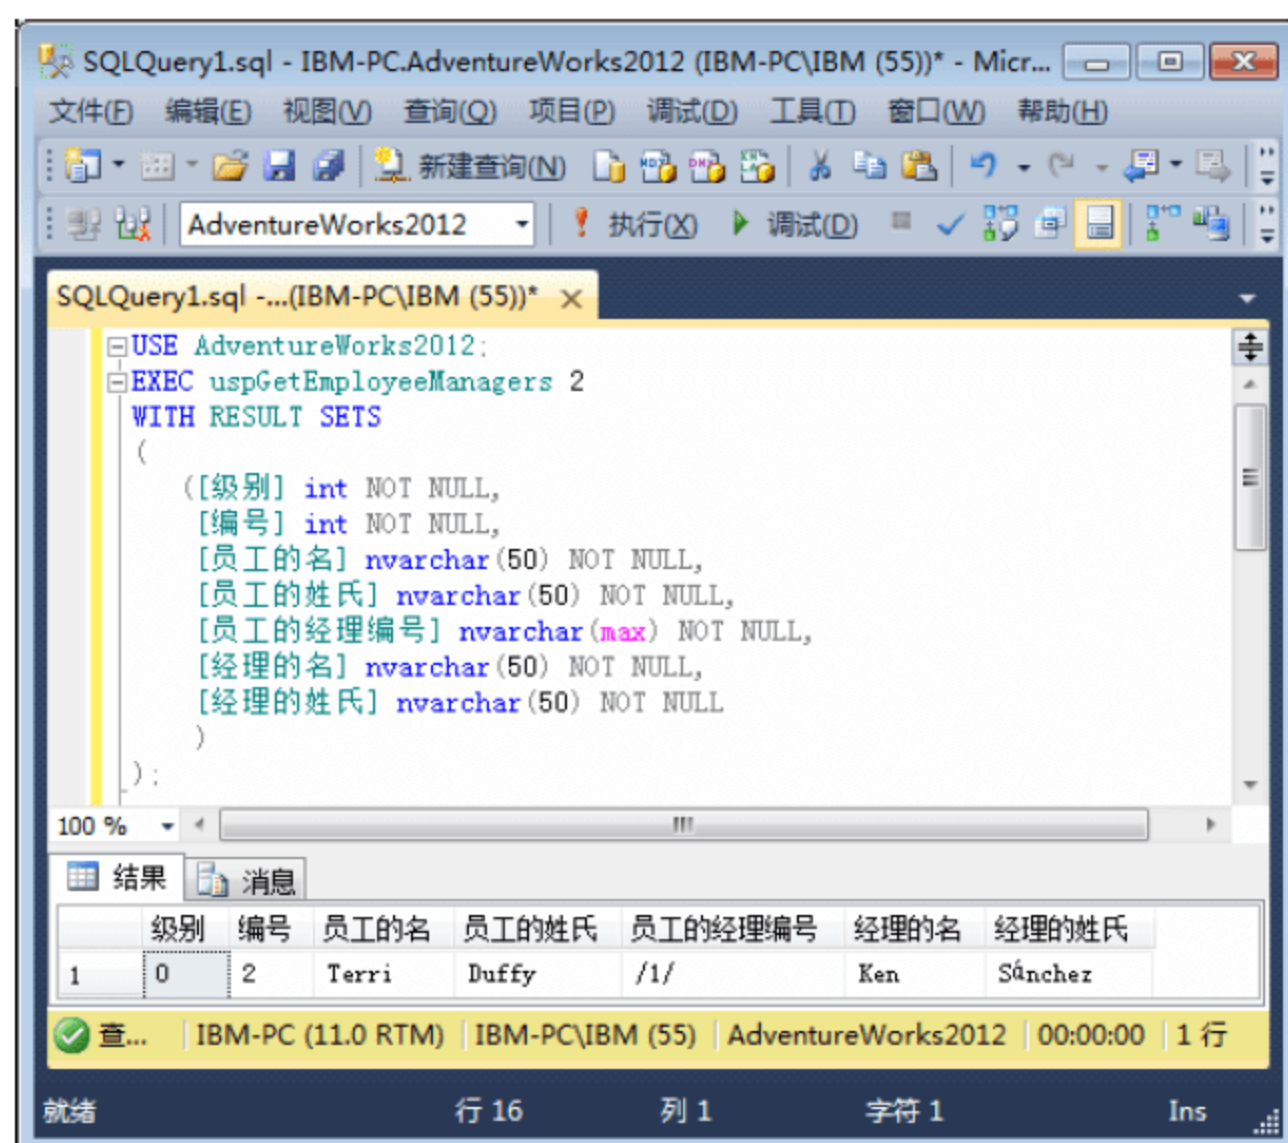 SQLQuery1.sql - IBM-PC.AdventureWorks2012 (IBM-PC\IBM (55))* - Micr...
文件(F) 编辑(E) 视图(V) 查询(Q) 项目(P) 调试(D) 工具(T) 窗口(W) 帮助(H)
新建查询(N)
AdventureWorks2012 执行(X) 调试(D)
SQLQuery1.sql -...(IBM-PC\IBM (55))*
USE AdventureWorks2012;
EXEC uspGetEmployeeManagers 2
WITH RESULT SETS
(
([级别] int NOT NULL,
[编号] int NOT NULL,
[员工的名] nvarchar(50) NOT NULL,
[员工的姓氏] nvarchar(50) NOT NULL,
[员工的经理编号] nvarchar(max) NOT NULL,
[经理的名] nvarchar(50) NOT NULL,
[经理的姓氏] nvarchar(50) NOT NULL
)
);
100 %
结果 消息
级别 编号 员工的名 员工的姓氏 员工的经理编号 经理的名 经理的姓氏
1 0 2 Terri Duffy /1/ Ken Sánchez
查... IBM-PC (11.0 RTM) IBM-PC\IBM (55) AdventureWorks2012 00:00:00 1 行
就绪 行 16 列 1 字符 1 Ins